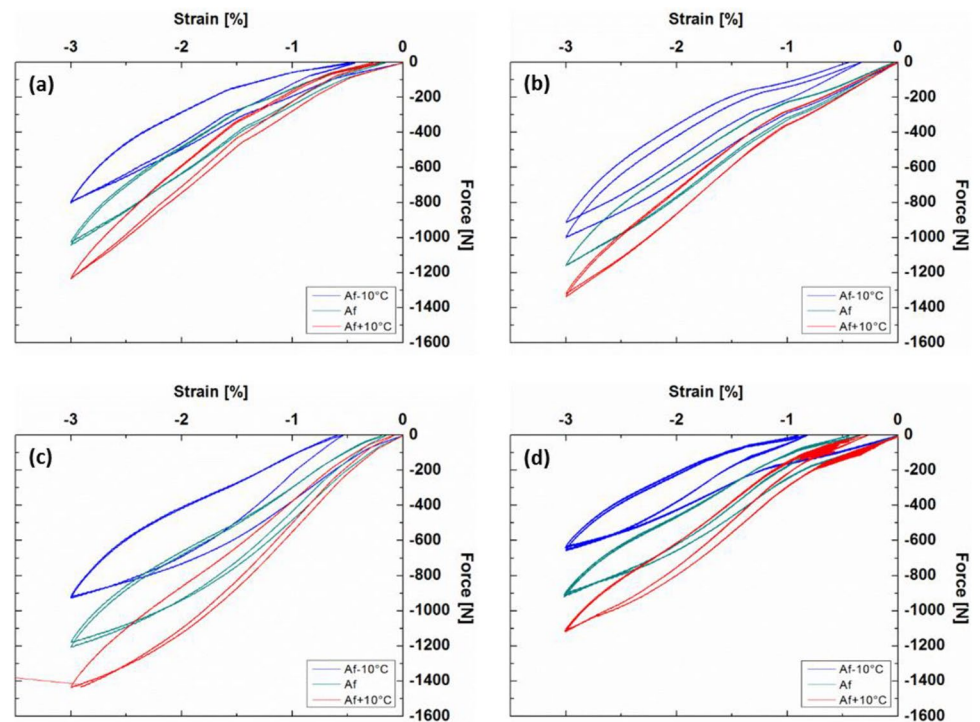 Strain [%]
-3 -2 -1 0
(a)
0
-200
-400
-600
-800
-1000
-1200
-1400
-1600
Force [N]
Af-10°C
Af
Af+10°C
Strain [%]
-3 -2 -1 0
(b)
0
-200
-400
-600
-800
-1000
-1200
-1400
-1600
Force [N]
Af-10°C
Af
Af+10°C
Strain [%]
-3 -2 -1 0
(c)
0
-200
-400
-600
-800
-1000
-1200
-1400
-1600
Force [N]
Af-10°C
Af
Af+10°C
Strain [%]
-3 -2 -1 0
(d)
0
-200
-400
-600
-800
-1000
-1200
-1400
-1600
Force [N]
Af-10°C
Af
Af+10°C